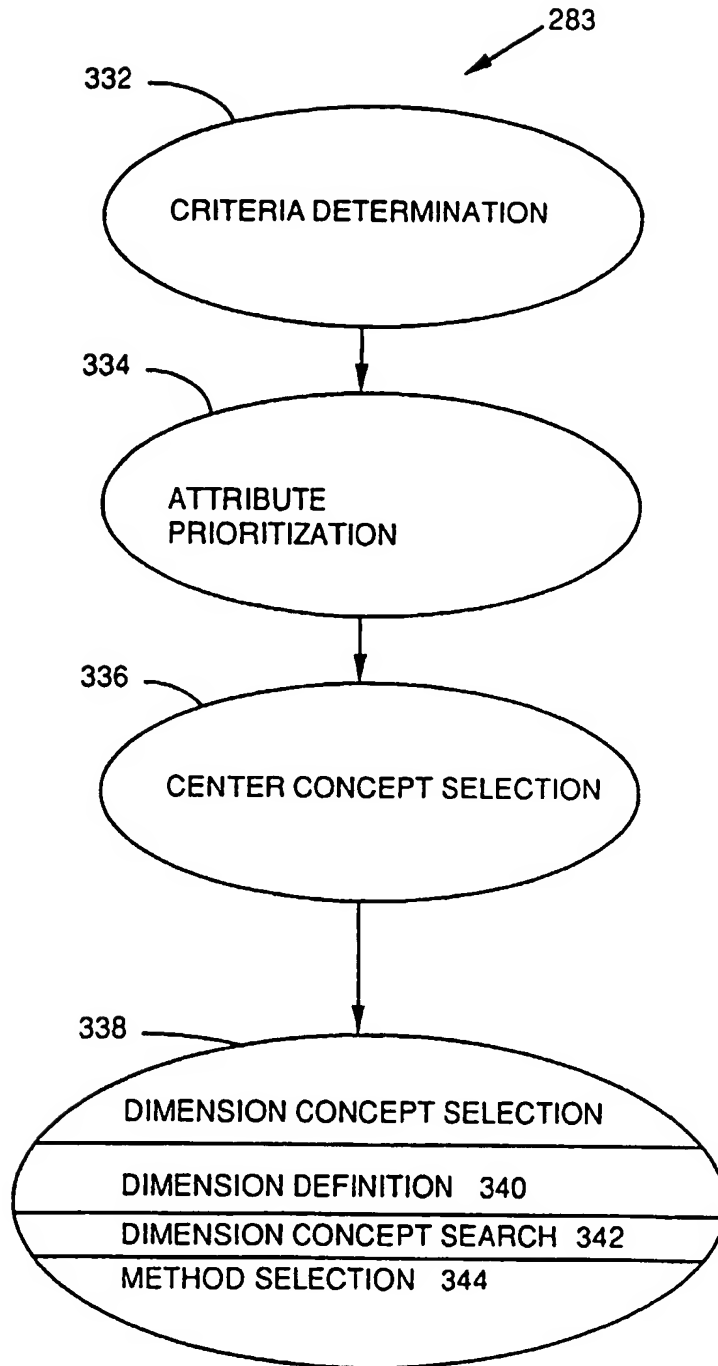 283
332
CRITERIA DETERMINATION
334
ATTRIBUTE
PRIORITIZATION
336
CENTER CONCEPT SELECTION
338
DIMENSION CONCEPT SELECTION
DIMENSION DEFINITION 340
DIMENSION CONCEPT SEARCH 342
METHOD SELECTION 344